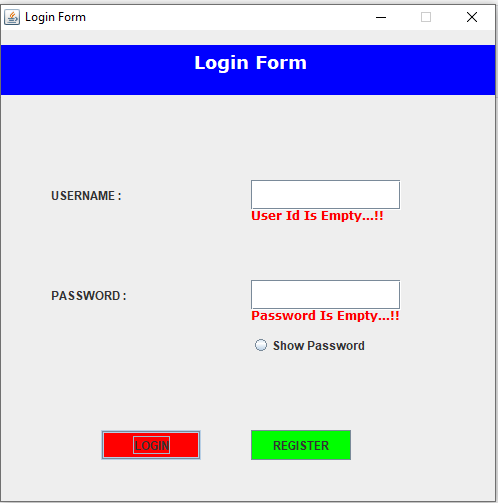 Login Form
Login Form
USERNAME :
User Id Is Empty...!!
PASSWORD :
Password Is Empty...!!
Show Password
LOGIN
REGISTER